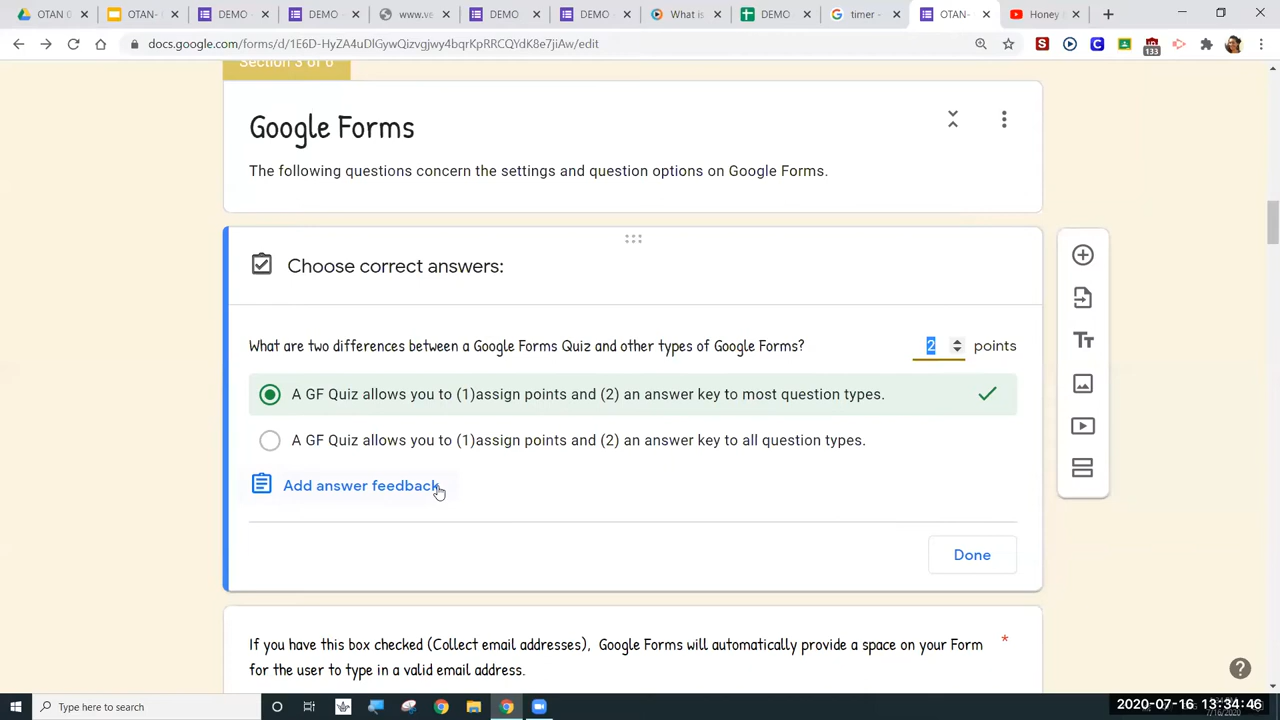 OTAN G
OTAN-
DEMO
DEMO -
www.ve
DEMO
DEMO
What is
DEMO
timer -
OTAN-
Honey
docs.google.com/forms/d/1E6D-HyZA4uDlGywQizvgJwy4bqrKpRRCQYdK8e7jiAw/edit
133
Section 3 of 6
Google Forms
The following questions concern the settings and question options on Google Forms.
Choose correct answers:
What are two differences between a Google Forms Quiz and other types of Google Forms?
2 points
A GF Quiz allows you to (1)assign points and (2) an answer key to most question types.
A GF Quiz allows you to (1)assign points and (2) an answer key to all question types.
Add answer feedback
Done
If you have this box checked (Collect email addresses), Google Forms will automatically provide a space on your Form *
for the user to type in a valid email address.
Type here to search
2020-07-16 13:34:46